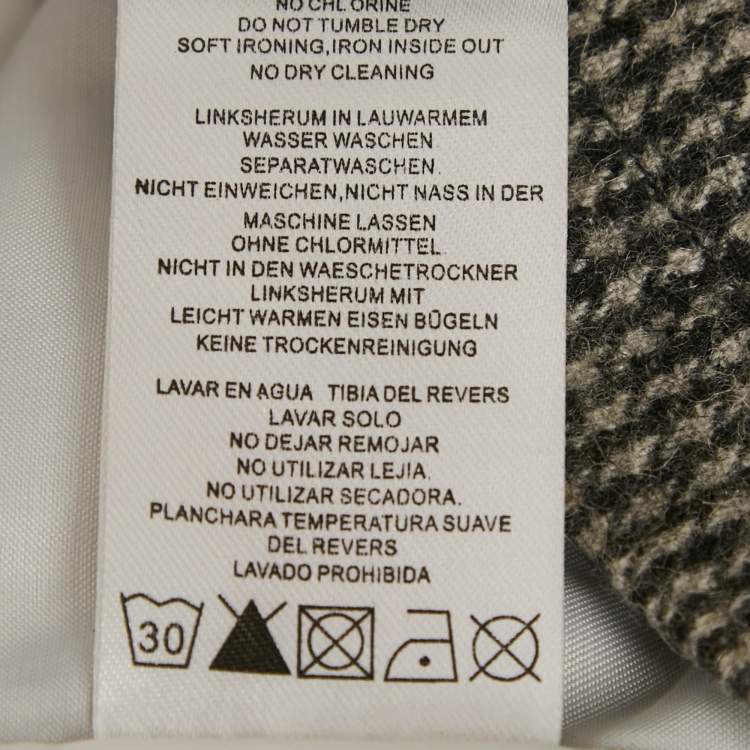 NO CHLORINE
DO NOT TUMBLE DRY
SOFT IRONING,IRON INSIDE OUT
NO DRY CLEANING
LINKSHERUM IN LAUWARMEM
WASSER WASCHEN
SEPARATWASCHEN.
NICHT EINWEICHEN,NICHT NASS IN DER
MASCHINE LASSEN
OHNE CHLORMITTEL.
NICHT IN DEN WAESCHETROCKNER
LINKSHERUM MIT
LEICHT WARMEN EISEN BÜGELN
KEINE TROCKENREINIGUNG
LAVAR EN AGUA TIBIA DEL REVERS
LAVAR SOLO
NO DEJAR REMOJAR
NO UTILIZAR LEJIA.
NO UTILIZAR SECADORA.
PLANCHARA TEMPERATURA SUAVE
DEL REVERS
LAVADO PROHIBIDA
30